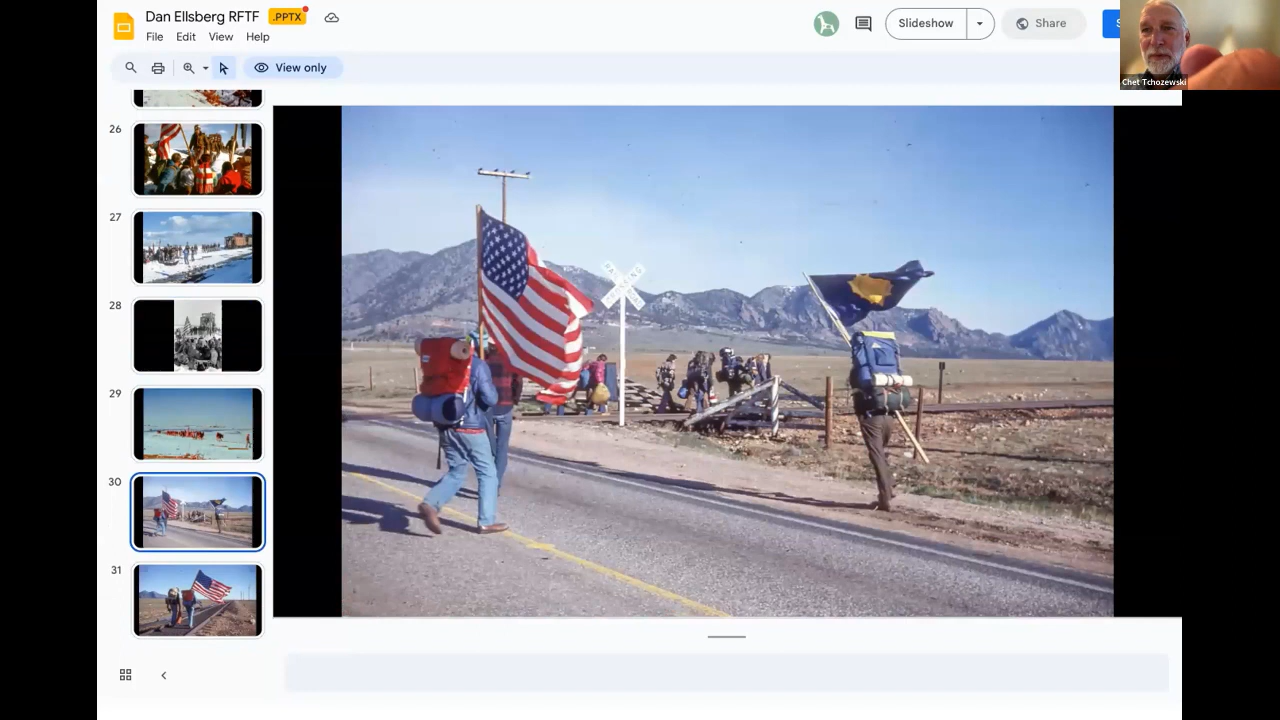 Dan Ellsberg RFTF .PPTX
File Edit View Help
Slideshow
Share
View only
Chet Tchozewski
26
27
28
29
30
31